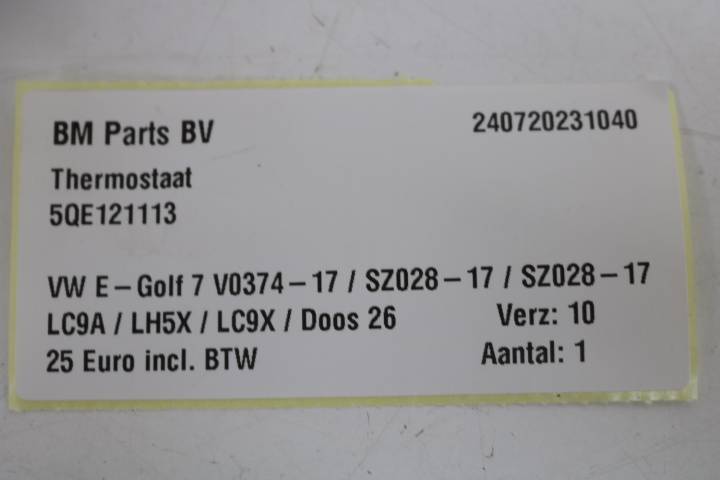 BM Parts BV 240720231040
Thermostaat
5QE121113
VW E-Golf 7 V0374-17 / SZ028-17 / SZ028-17
LC9A / LH5X / LC9X / Doos 26 Verz: 10
25 Euro incl. BTW Aantal: 1